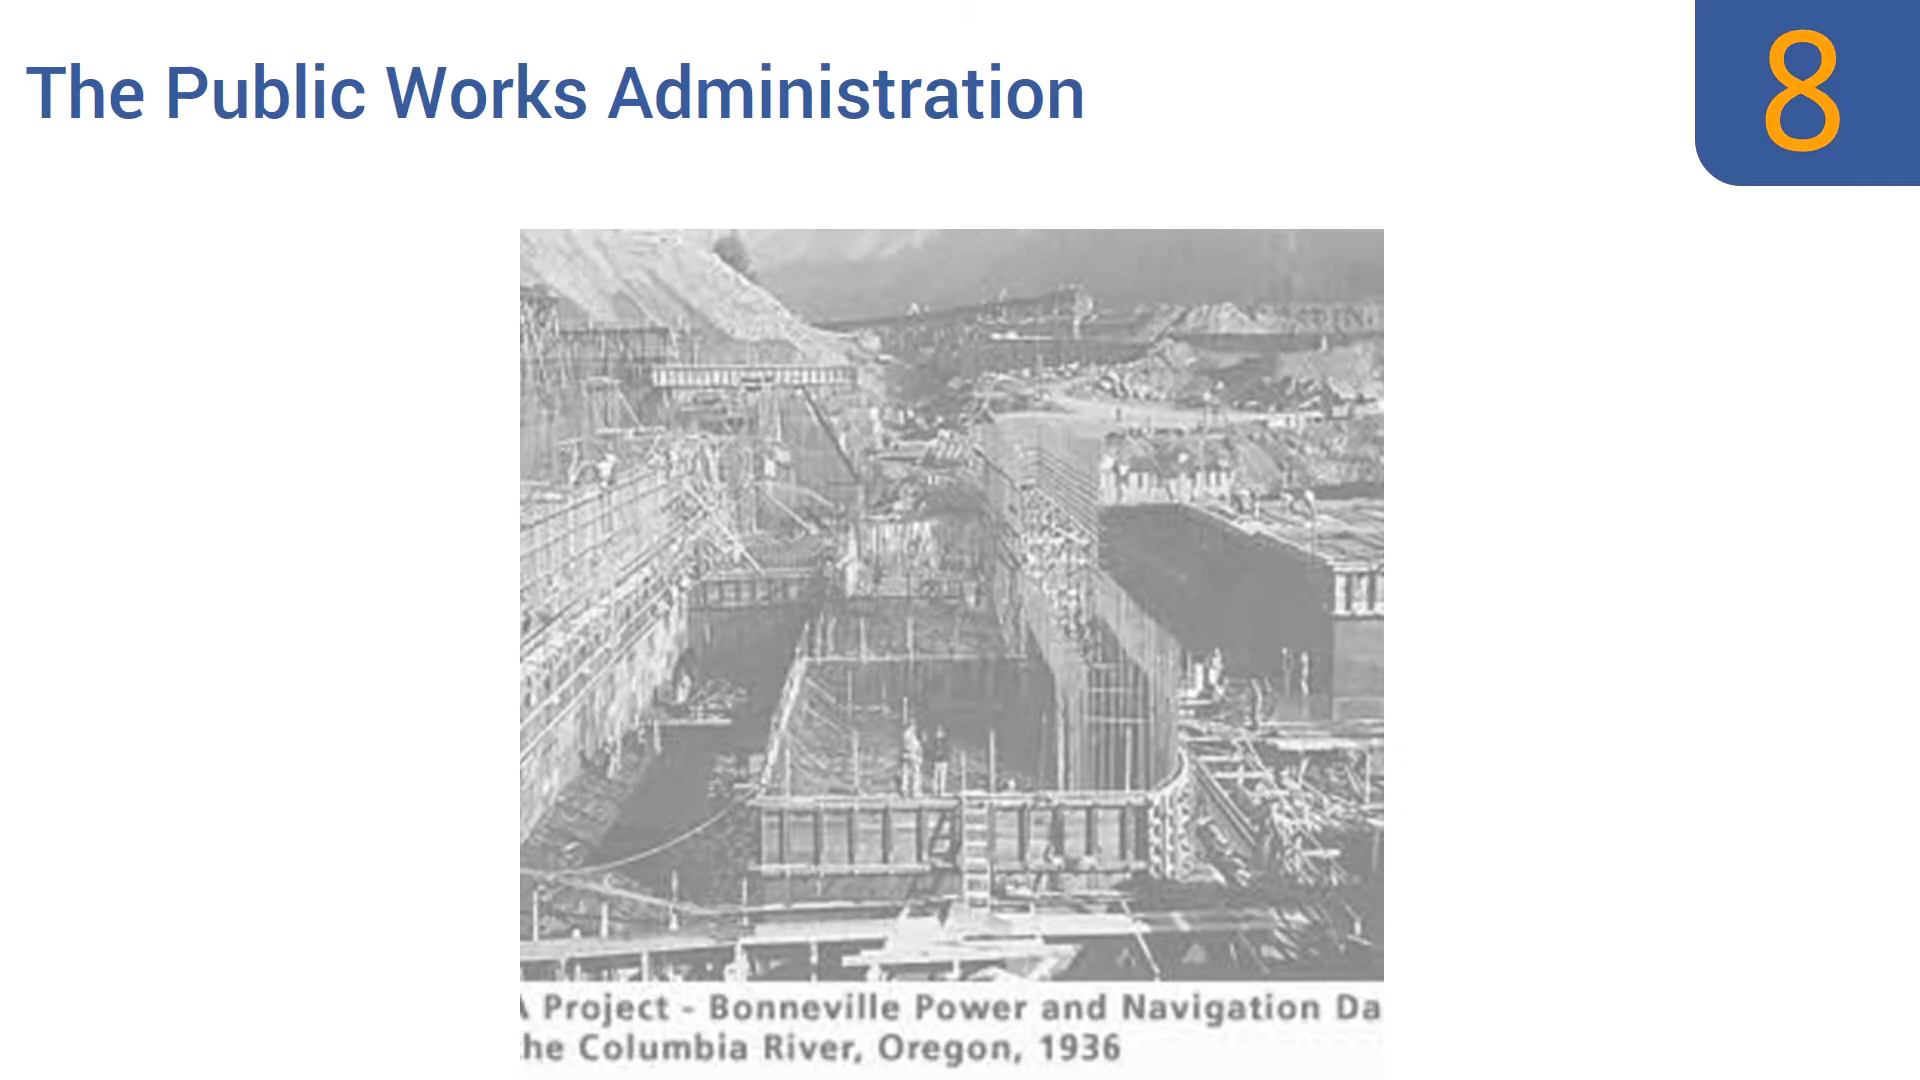 The Public Works Administration
8
Project - Bonneville Power and Navigation Da
he Columbia River, Oregon, 1936